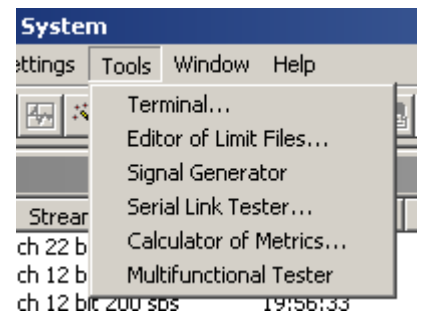 System
ettings Tools Window Help
Terminal...
Editor of Limit Files...
Signal Generator
Strear Serial Link Tester...
ch 22 b Calculator of Metrics...
ch 12 b Multifunctional Tester
ch 12 bit 200 sps 19:56:33